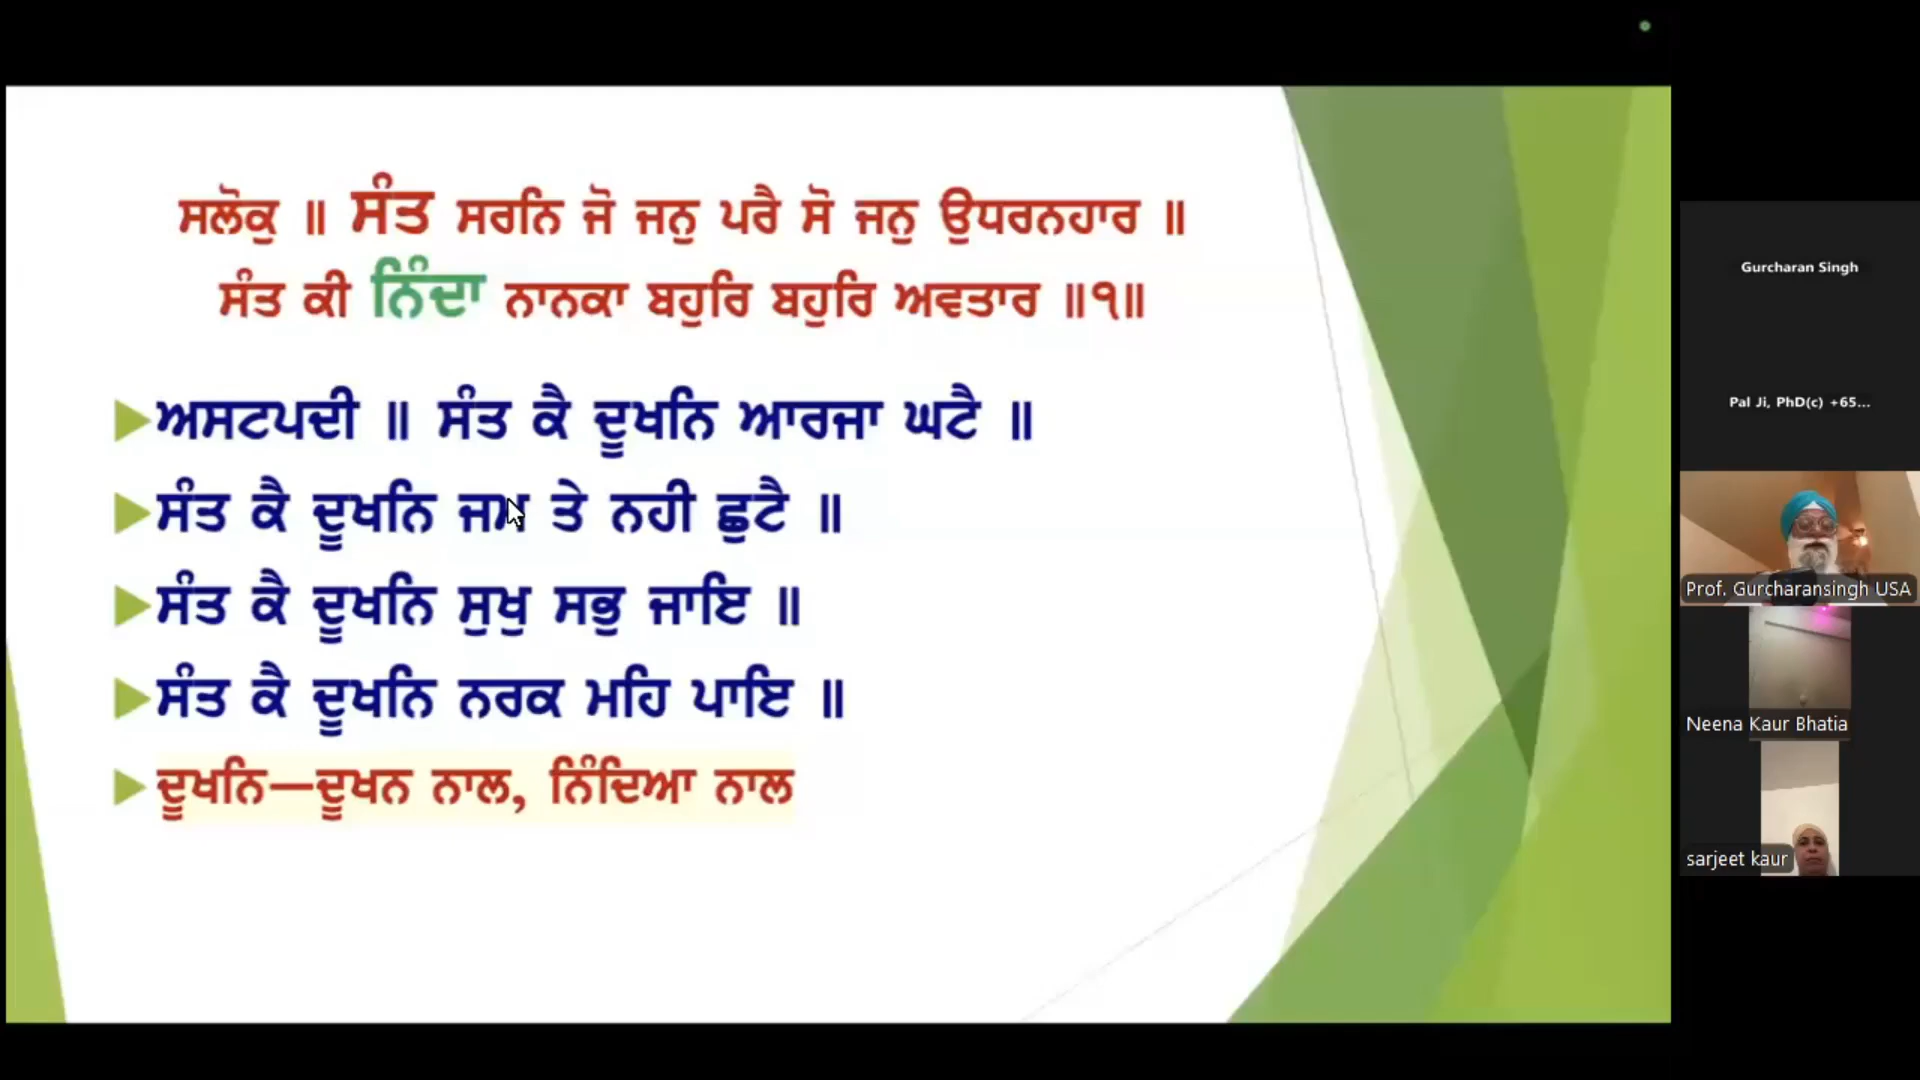 ਸਲੋਕੁ ॥ ਸੰਤ ਸਰਨਿ ਜੋ ਜਨੁ ਪਰੈ ਸੋ ਜਨੁ ਉਧਰਨਹਾਰ ॥
ਸੰਤ ਕੀ ਨਿੰਦਾ ਨਾਨਕਾ ਬਹੁਰਿ ਬਹੁਰਿ ਅਵਤਾਰ ॥੧॥
ਅਸਟਪਦੀ ॥ ਸੰਤ ਕੈ ਦੂਖਨਿ ਆਰਜਾ ਘਟੈ ॥
ਸੰਤ ਕੈ ਦੂਖਨਿ ਜਮ ਤੇ ਨਹੀ ਛੁਟੈ ॥
ਸੰਤ ਕੈ ਦੂਖਨਿ ਸੁਖੁ ਸਭੁ ਜਾਇ ॥
ਸੰਤ ਕੈ ਦੂਖਨਿ ਨਰਕ ਮਹਿ ਪਾਇ ॥
ਦੂਖਨਿ—ਦੂਖਨ ਨਾਲ, ਨਿੰਦਿਆ ਨਾਲ
Gurcharan Singh
Pal Ji, PhD(c) +65...
Prof. Gurcharansingh USA
Neena Kaur Bhatia
sarjeet kaur